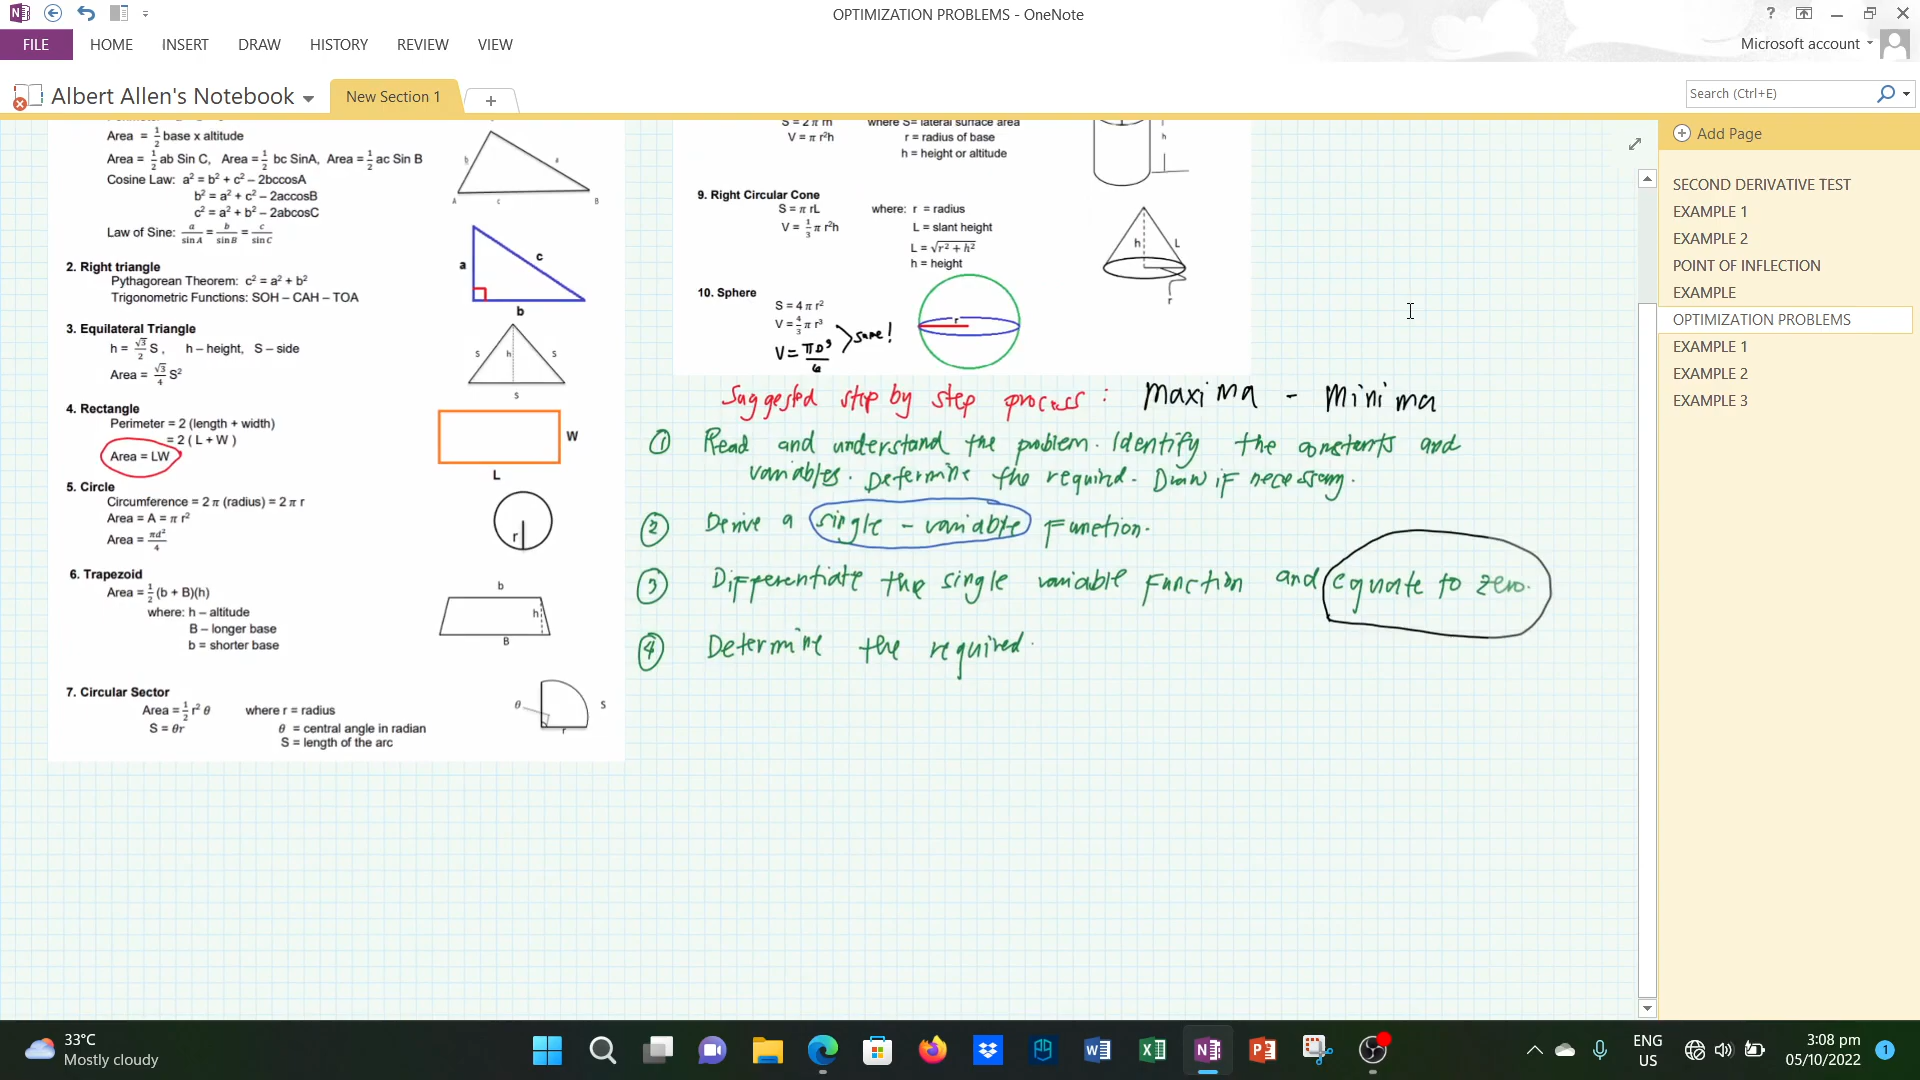 OPTIMIZATION PROBLEMS - OneNote
?
FILE HOME INSERT DRAW HISTORY REVIEW VIEW
Microsoft account
Albert Allen's Notebook
New Section 1
Search (Ctrl+E)
Area = 1/2 base x altitude
Area = 1/2 ab Sin C, Area = 1/2 bc SinA, Area = 1/2 ac Sin B
Cosine Law: a² = b² + c² – 2bccosA
b² = a² + c² – 2accosB
c² = a² + b² – 2abcosC
Law of Sine: a/sin A = b/sin B = c/sin C
b a
A c B
2. Right triangle
Pythagorean Theorem: c² = a² + b²
Trigonometric Functions: SOH – CAH – TOA
a c
b
3. Equilateral Triangle
h = √3/2 S , h – height, S – side
Area = √3/4 S²
S h S
S
4. Rectangle
Perimeter = 2 (length + width)
= 2 ( L + W )
Area = LW
W
L
5. Circle
Circumference = 2 π (radius) = 2 π r
Area = A = π r²
Area = πd²/4
r
6. Trapezoid
Area = 1/2 (b + B)(h)
where: h – altitude
B – longer base
b = shorter base
b
h
B
7. Circular Sector
Area = 1/2 r² θ where r = radius
S = θr θ = central angle in radian
S = length of the arc
θ S
r
S = 2 π rh where S= lateral surface area
V = π r²h r = radius of base
h = height or altitude
h
9. Right Circular Cone
S = π rL where: r = radius
V = 1/3 π r²h L = slant height
L = √r² + h²
h = height
h L
r
10. Sphere
S = 4 π r²
V = 4/3 π r³
V = πD³/6
same!
r
Suggested step by step process : Maxima - Minima
① Read and understand the problem. Identify the constants and
variables. Determine the required. Draw if necessary.
② Derive a single - variable function.
③ Differentiate the single variable function and equate to zero.
④ Determine the required.
Add Page
SECOND DERIVATIVE TEST
EXAMPLE 1
EXAMPLE 2
POINT OF INFLECTION
EXAMPLE
OPTIMIZATION PROBLEMS
EXAMPLE 1
EXAMPLE 2
EXAMPLE 3
33°C
Mostly cloudy
ENG
US
3:08 pm
05/10/2022
1